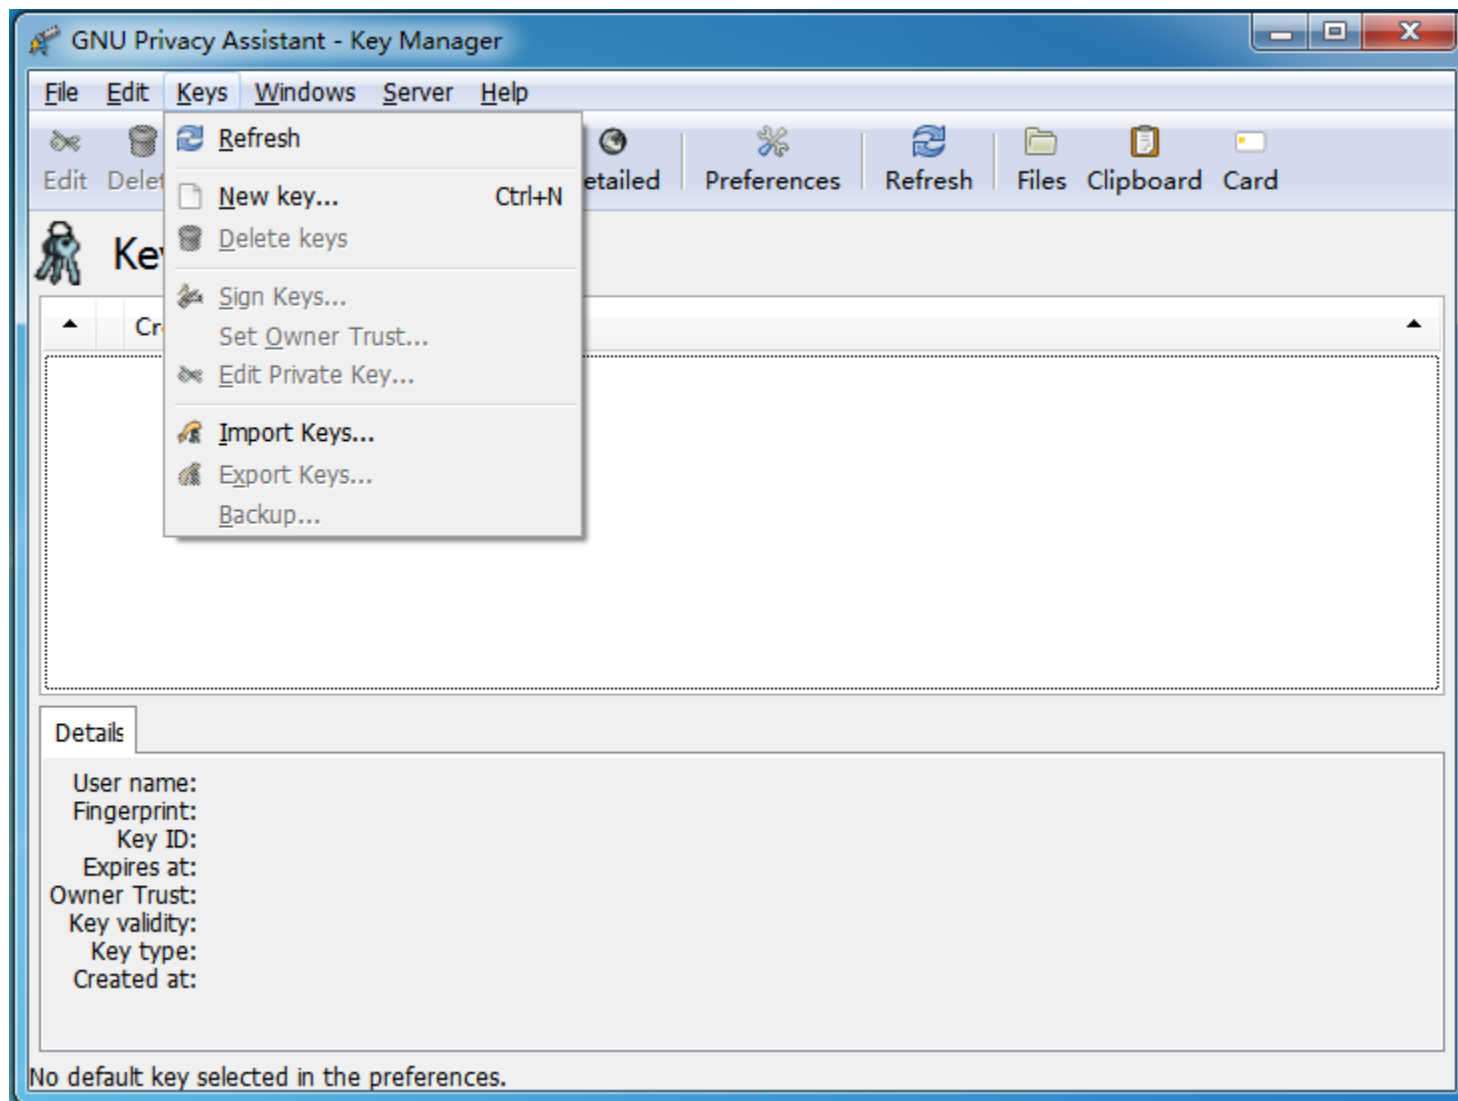 GNU Privacy Assistant - Key Manager
File Edit Keys Windows Server Help
Refresh
New key... Ctrl+N
Delete keys
Sign Keys...
Set Owner Trust...
Edit Private Key...
Import Keys...
Export Keys...
Backup...
Edit Delet etailed Preferences Refresh Files Clipboard Card
Ke
Cr
Details
User name:
Fingerprint:
Key ID:
Expires at:
Owner Trust:
Key validity:
Key type:
Created at:
No default key selected in the preferences.